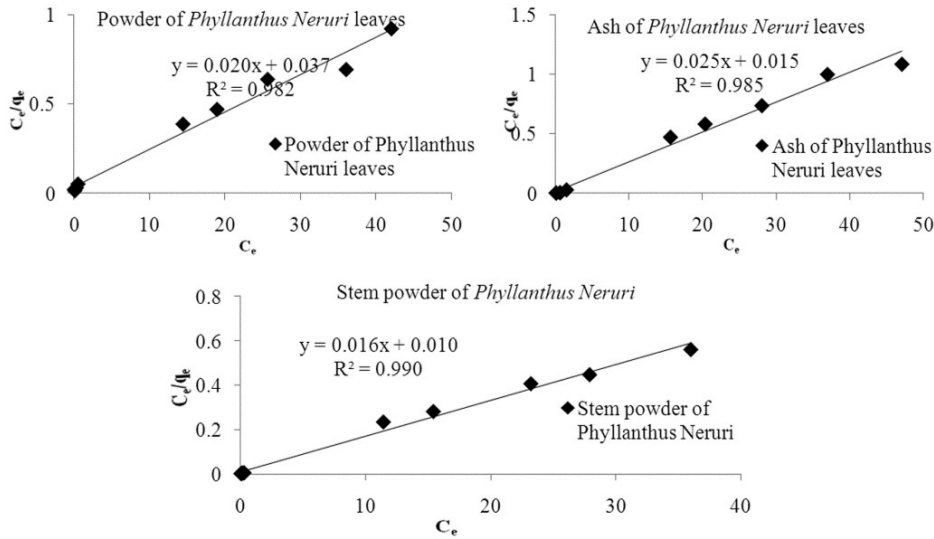 Powder of Phyllanthus Neruri leaves
1
y = 0.020x + 0.037
R² = 0.982
0.5
Cₑ/qₑ
Powder of Phyllanthus
Neruri leaves
0
0 10 20 30 40 50
Cₑ
Ash of Phyllanthus Neruri leaves
1.5
y = 0.025x + 0.015
R² = 0.985
1
Cₑ/qₑ
0.5
Ash of Phyllanthus
Neruri leaves
0
0 10 20 30 40 50
Cₑ
Stem powder of Phyllanthus Neruri
0.8
y = 0.016x + 0.010
R² = 0.990
0.6
Cₑ/qₑ
0.4
Stem powder of
Phyllanthus Neruri
0.2
0
0 10 20 30 40
Cₑ